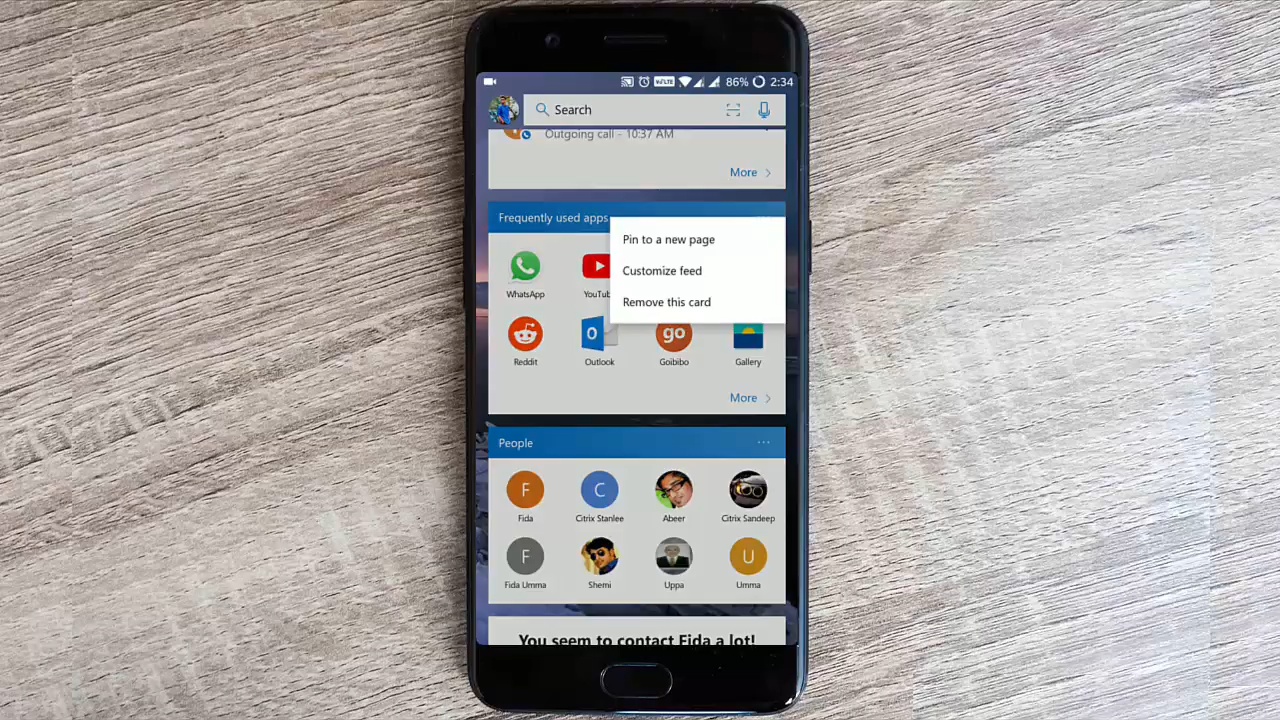 VoLTE 86% 2:34
Search
Outgoing call - 10:37 AM
More
Frequently used apps
Pin to a new page
Customize feed
Remove this card
WhatsApp
YouTub
go
Reddit
Outlook
Goibibo
Gallery
More
People
F
C
Fida
Citrix Stanlee
Abeer
Citrix Sandeep
F
U
Fida Umma
Shemi
Uppa
Umma
You seem to contact Fida a lot!